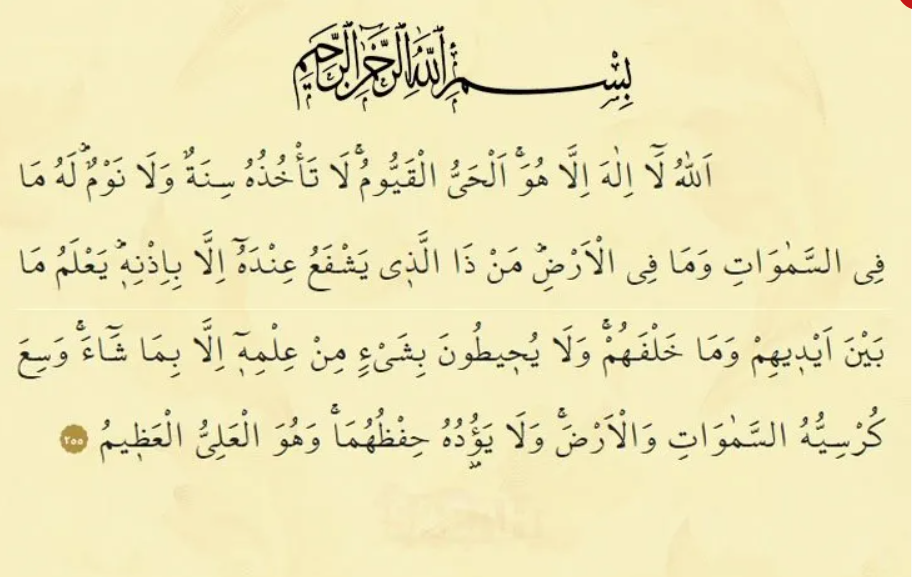 بِسْمِ اللّٰهِ الرَّحْمٰنِ الرَّحِيمِ
اَللّٰهُ لَٓا اِلٰهَ اِلَّا هُوَۚ اَلْحَيُّ الْقَيُّومُۚ لَا تَأْخُذُهُ سِنَةٌ وَلَا نَوْمٌۜ لَهُ مَا
فِى السَّمٰوَاتِ وَمَا فِى الْاَرْضِۜ مَنْ ذَا الَّذٖى يَشْفَعُ عِنْدَهُٓ اِلَّا بِاِذْنِهٖۜ يَعْلَمُ مَا
بَيْنَ اَيْدٖيهِمْ وَمَا خَلْفَهُمْۚ وَلَا يُحٖيطُونَ بِشَىْءٍ مِنْ عِلْمِهٖٓ اِلَّا بِمَا شَٓاءَۚ وَسِعَ
كُرْسِيُّهُ السَّمٰوَاتِ وَالْاَرْضَۚ وَلَا يَؤُ۫دُهُ حِفْظُهُمَاۚ وَهُوَ الْعَلِىُّ الْعَظٖيمُ ٢٥٥